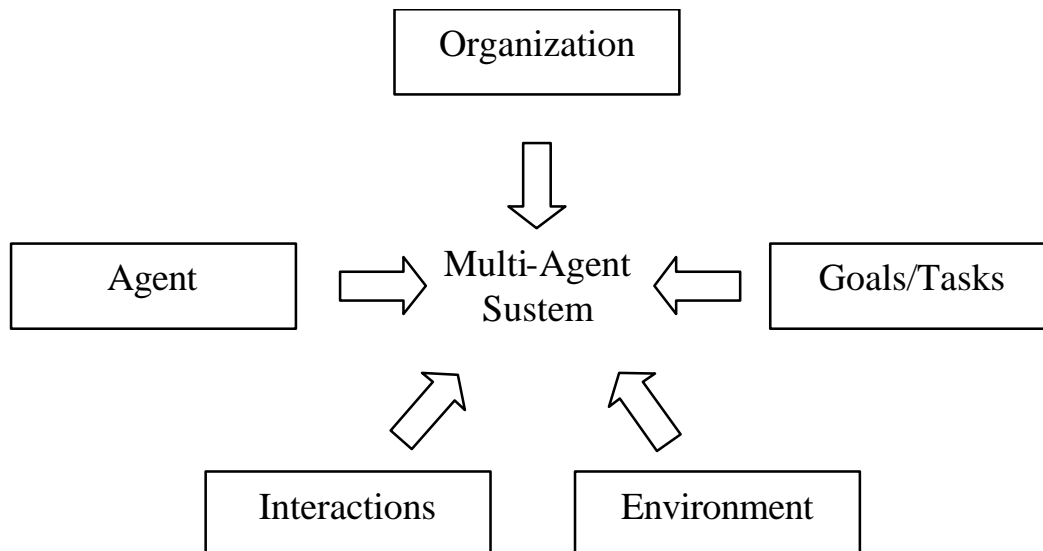 Organization
Agent
Multi-Agent
Sustem
Goals/Tasks
Interactions
Environment